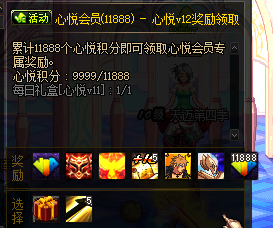 活动 心悦会员(11888) - 心悦v12奖励领取
累计11888个心悦积分即可领取心悦会员专
属奖励。
心悦积分：9999/11888
每日礼盒[心悦v11]：1/1
奖励
11888
选择
5